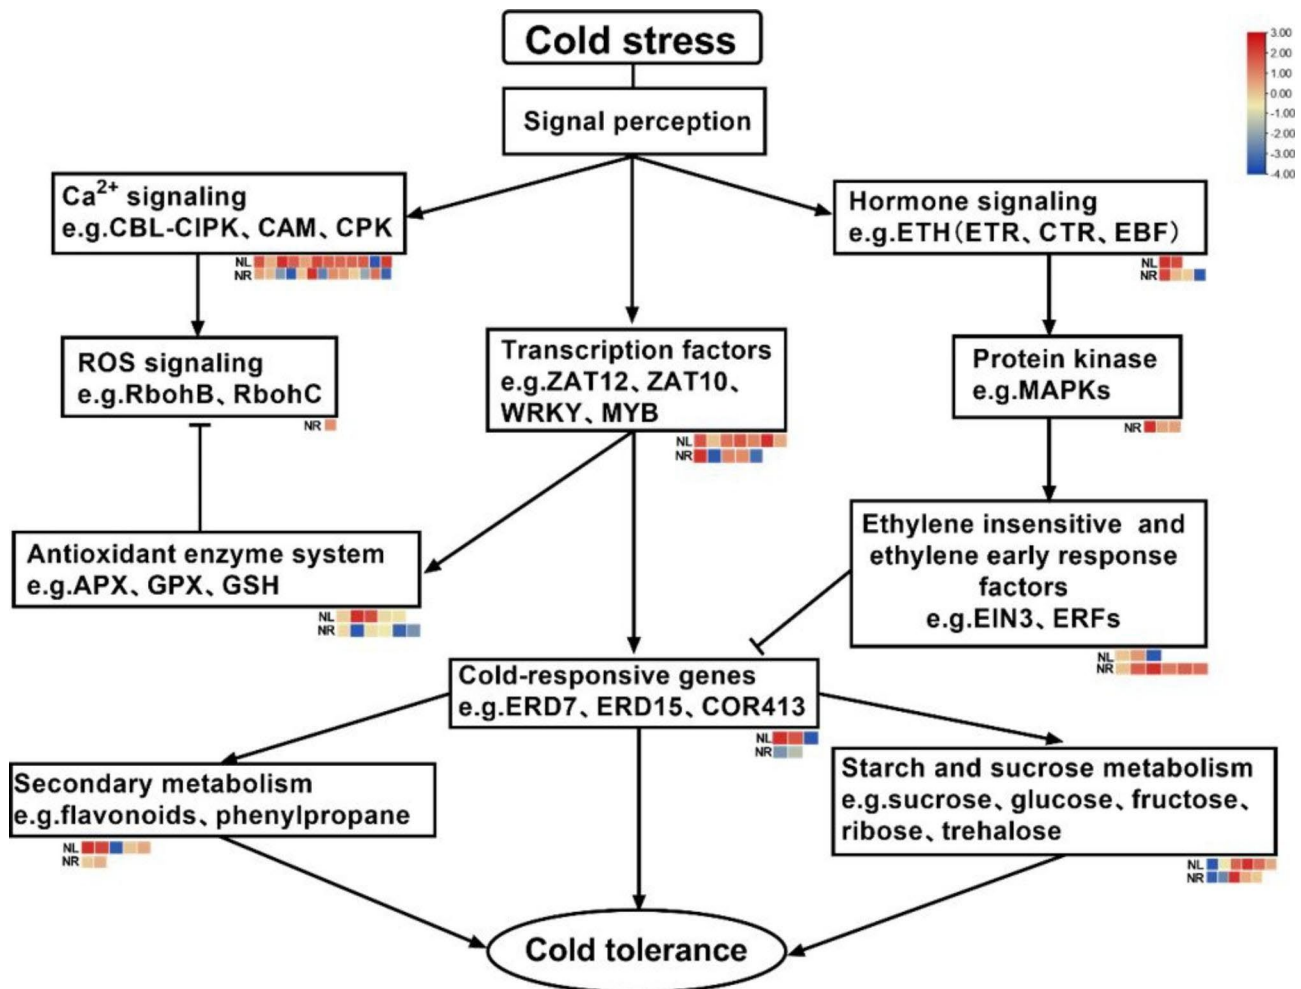 Cold stress
3.00
2.00
1.00
0.00
-1.00
-2.00
-3.00
-4.00
Signal perception
Ca²⁺ signaling
e.g.CBL-CIPK、CAM、CPK
NL
NR
Hormone signaling
e.g.ETH(ETR、CTR、EBF)
NL
NR
ROS signaling
e.g.RbohB、RbohC
NR
Transcription factors
e.g.ZAT12、ZAT10、
WRKY、MYB
NL
NR
Protein kinase
e.g.MAPKs
NR
Antioxidant enzyme system
e.g.APX、GPX、GSH
NL
NR
Ethylene insensitive and
ethylene early response
factors
e.g.EIN3、ERFs
NL
NR
Cold-responsive genes
e.g.ERD7、ERD15、COR413
NL
NR
Secondary metabolism
e.g.flavonoids、phenylpropane
NL
NR
Starch and sucrose metabolism
e.g.sucrose、glucose、fructose、
ribose、trehalose
NL
NR
Cold tolerance